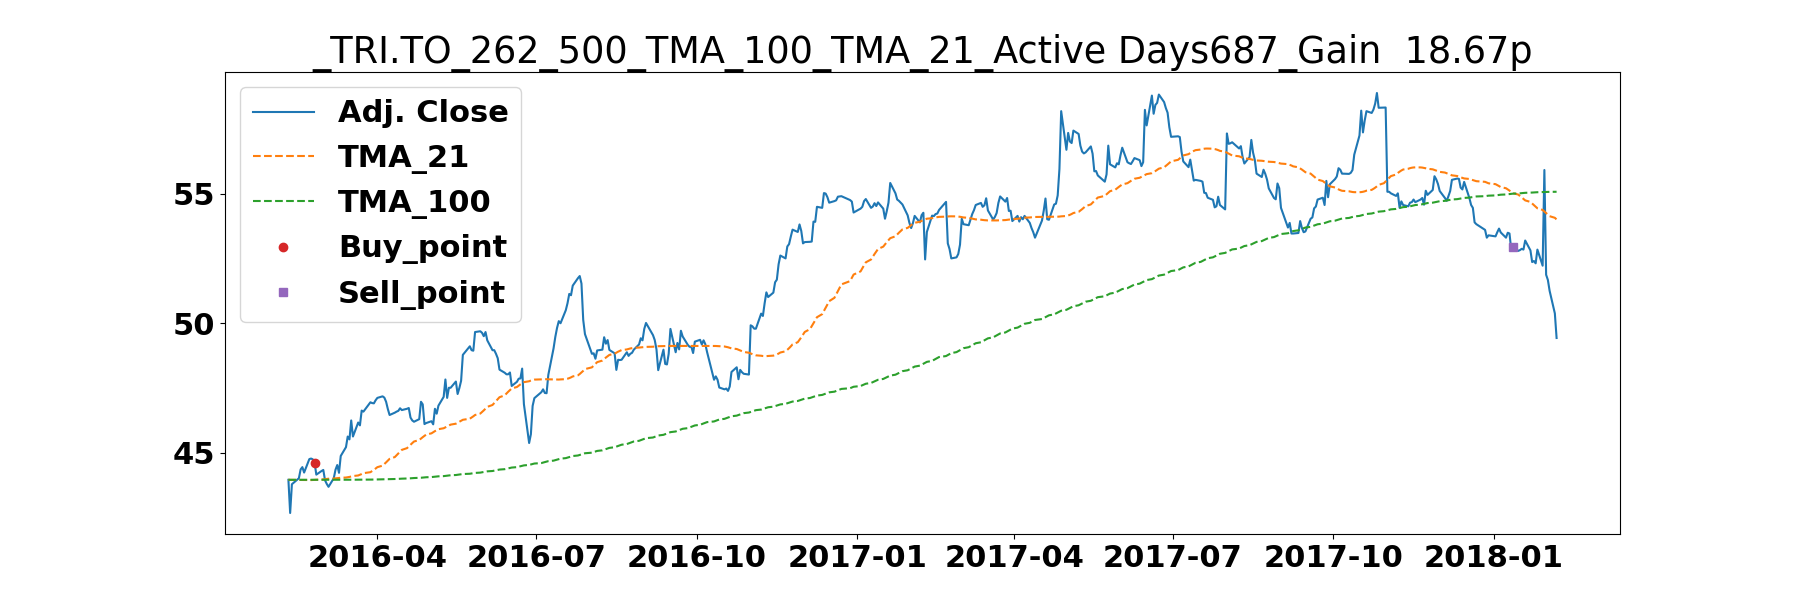 _TRI.TO_262_500_TMA_100_TMA_21_Active Days687_Gain  18.67p
Adj. Close
TMA_21
TMA_100
Buy_point
Sell_point
55
50
45
2016-04 2016-07 2016-10 2017-01 2017-04 2017-07 2017-10 2018-01